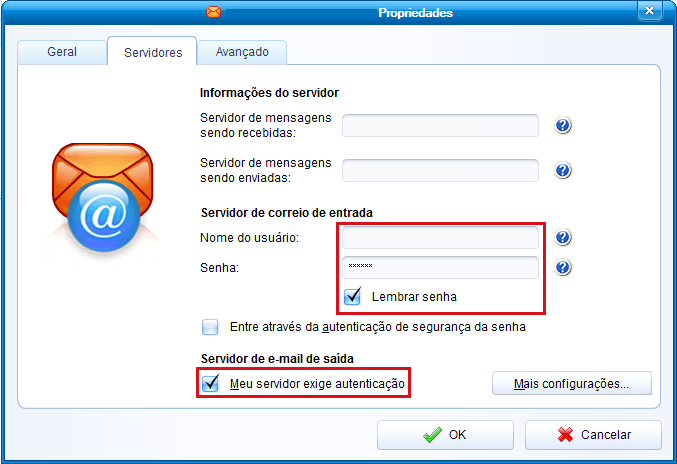 Propriedades
Geral
Servidores
Avançado
Informações do servidor
Servidor de mensagens
sendo recebidas:
Servidor de mensagens
sendo enviadas:
Servidor de correio de entrada
Nome do usuário:
Senha: ******
Lembrar senha
Entre através da autenticação de segurança da senha
Servidor de e-mail de saída
Meu servidor exige autenticação
Mais configurações...
OK
Cancelar